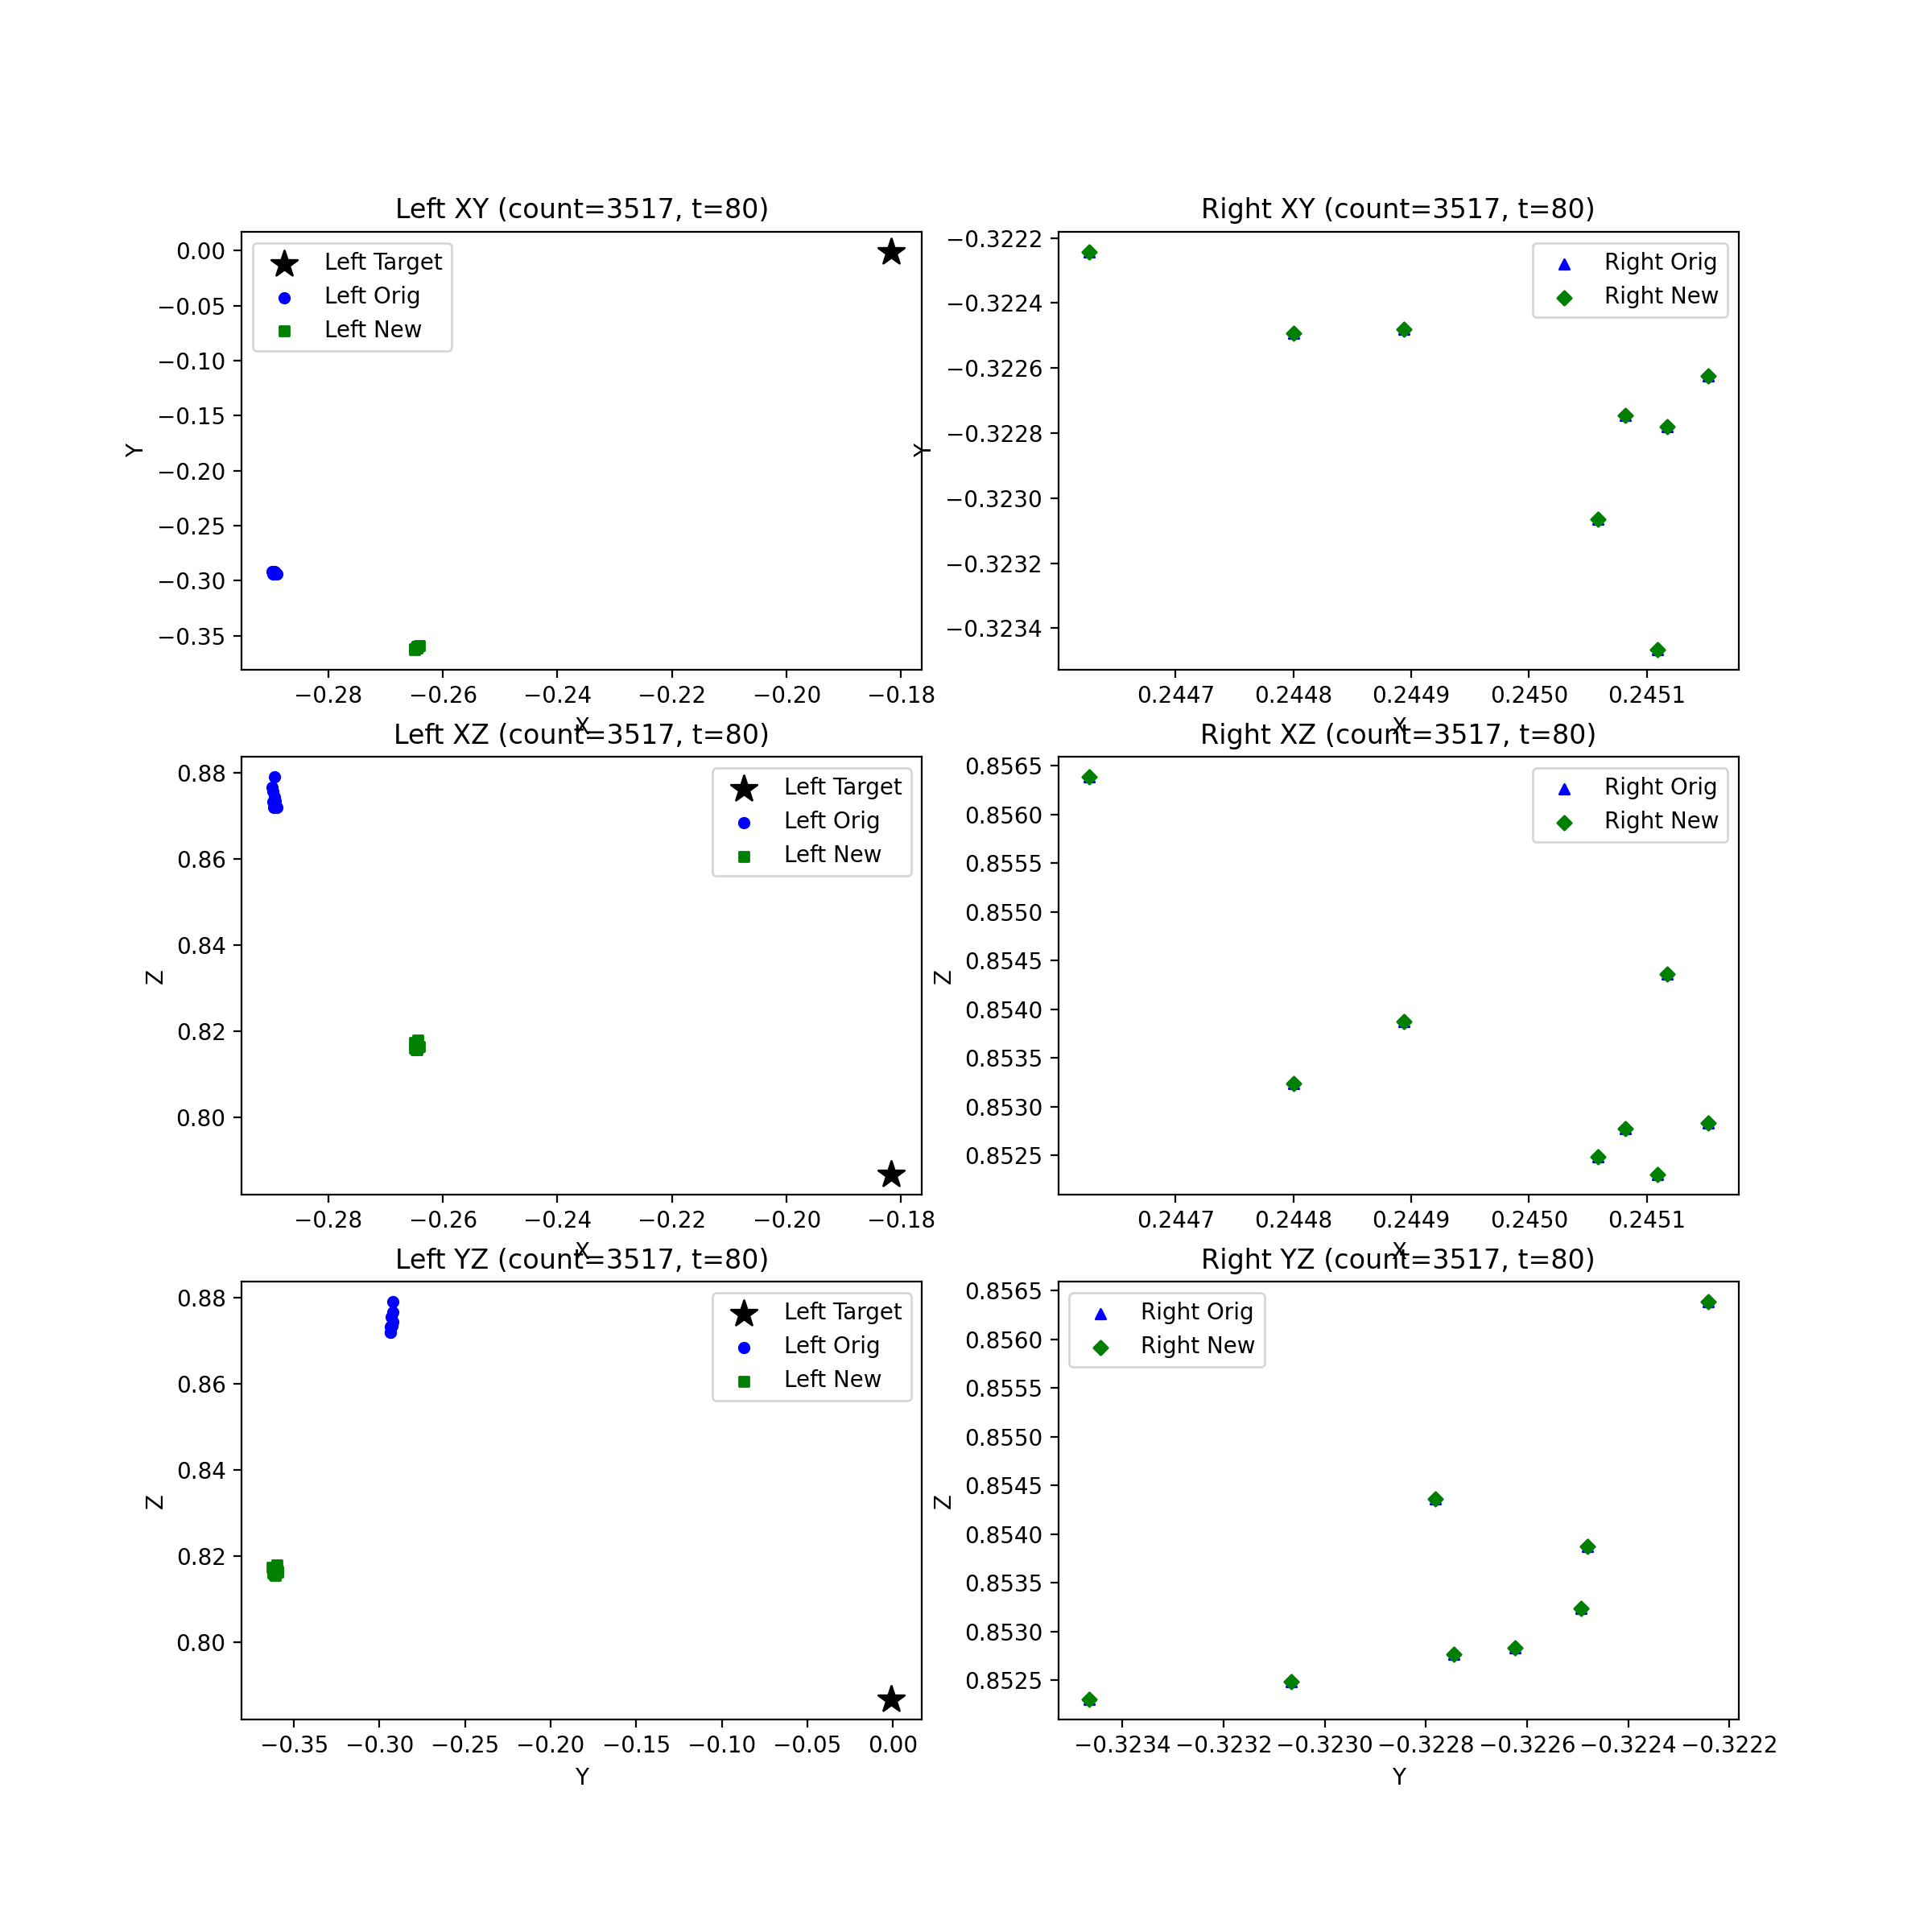 Left XY (count=3517, t=80)
0.00
−0.05
−0.10
−0.15
−0.20
−0.25
−0.30
−0.35
Y
Left Target
Left Orig
Left New
−0.28 −0.26 −0.24 −0.22 −0.20 −0.18
X
Right XY (count=3517, t=80)
−0.3222
−0.3224
−0.3226
−0.3228
−0.3230
−0.3232
−0.3234
Y
Right Orig
Right New
0.2447 0.2448 0.2449 0.2450 0.2451
X
Left XZ (count=3517, t=80)
0.88
0.86
0.84
0.82
0.80
Z
Left Target
Left Orig
Left New
−0.28 −0.26 −0.24 −0.22 −0.20 −0.18
X
Right XZ (count=3517, t=80)
0.8565
0.8560
0.8555
0.8550
0.8545
0.8540
0.8535
0.8530
0.8525
Z
Right Orig
Right New
0.2447 0.2448 0.2449 0.2450 0.2451
X
Left YZ (count=3517, t=80)
0.88
0.86
0.84
0.82
0.80
Z
Left Target
Left Orig
Left New
−0.35 −0.30 −0.25 −0.20 −0.15 −0.10 −0.05 0.00
Y
Right YZ (count=3517, t=80)
0.8565
0.8560
0.8555
0.8550
0.8545
0.8540
0.8535
0.8530
0.8525
Z
Right Orig
Right New
−0.3234 −0.3232 −0.3230 −0.3228 −0.3226 −0.3224 −0.3222
Y